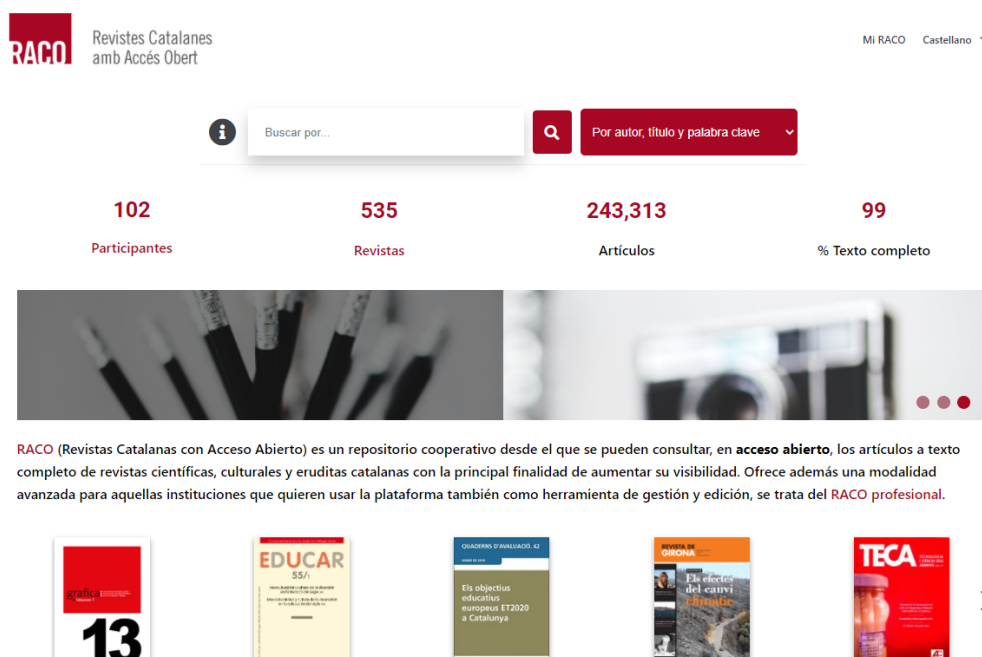 RACO
Revistes Catalanes
amb Accés Obert
Mi RACO Castellano
Buscar por...
Por autor, título y palabra clave
102
Participantes
535
Revistas
243,313
Artículos
99
% Texto completo
RACO (Revistas Catalanas con Acceso Abierto) es un repositorio cooperativo desde el que se pueden consultar, en acceso abierto, los artículos a texto
completo de revistas científicas, culturales y eruditas catalanas con la principal finalidad de aumentar su visibilidad. Ofrece además una modalidad
avanzada para aquellas instituciones que quieren usar la plataforma también como herramienta de gestión y edición, se trata del RACO profesional.
grafica
13
EDUCAR
55/1
QUADERNS D'AVALUACIÓ. 42
Els objectius
educatius
europeus ET2020
a Catalunya
REVISTA DE
GIRONA
Els efectes
del canvi
climàtic
TECA